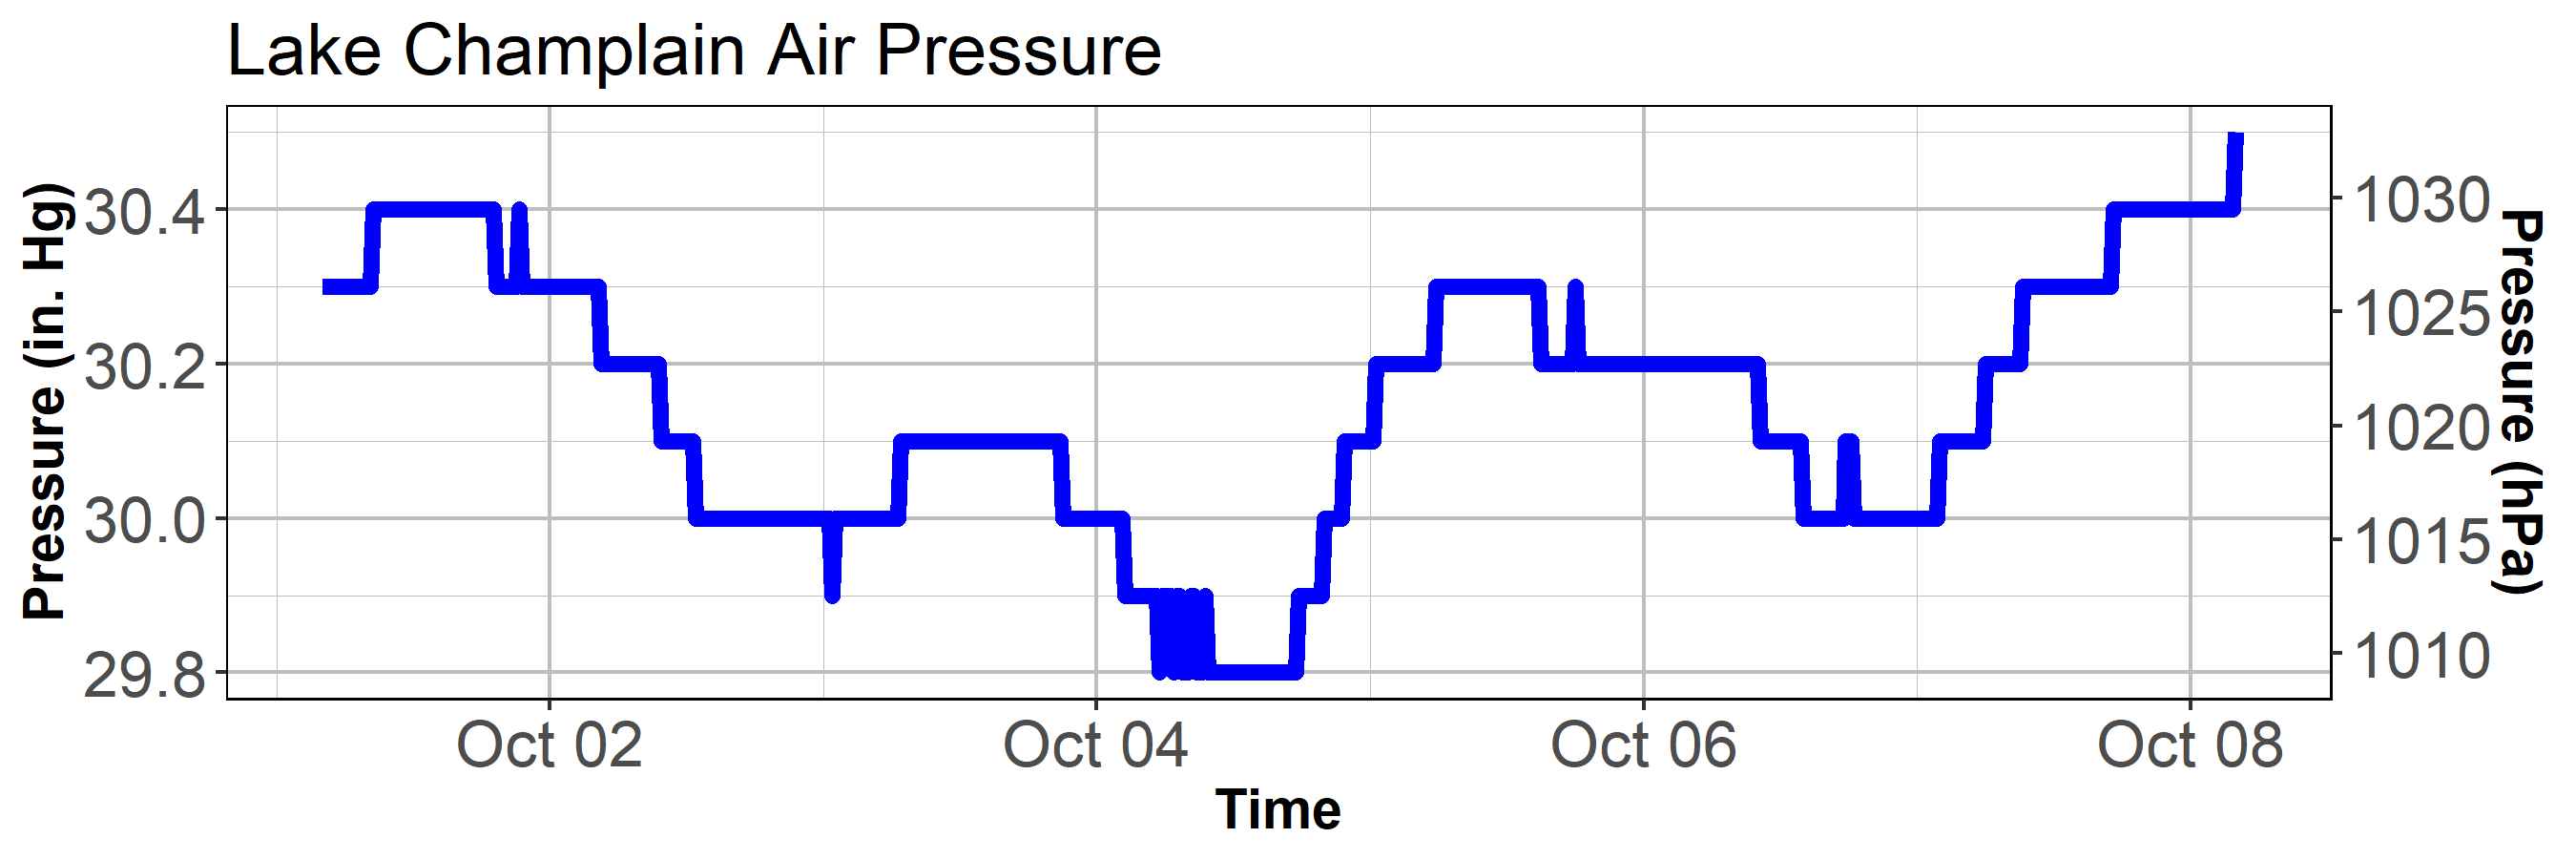 Lake Champlain Air Pressure
Pressure (in. Hg)
30.4
30.2
30.0
29.8
1030
1025
1020
1015
1010
Pressure (hPa)
Oct 02
Oct 04
Oct 06
Oct 08
Time